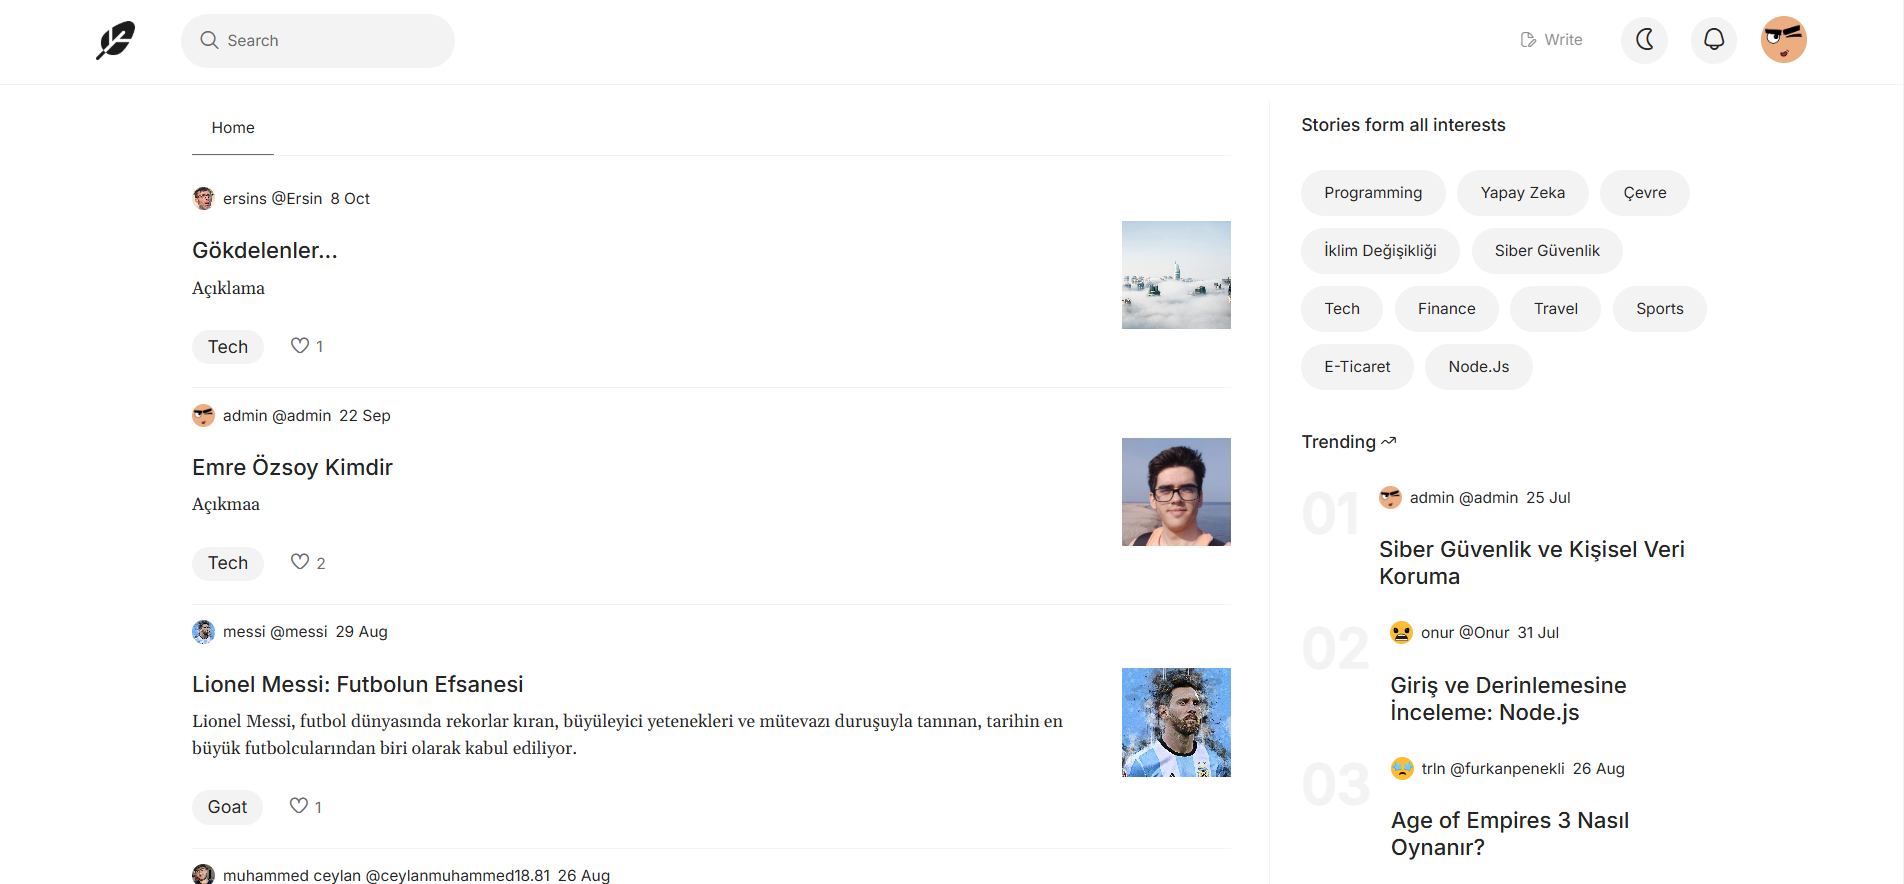 Search
Write
Home
ersins @Ersin 8 Oct
Gökdelenler...
Açıklama
Tech 1
admin @admin 22 Sep
Emre Özsoy Kimdir
Açıkmaa
Tech 2
messi @messi 29 Aug
Lionel Messi: Futbolun Efsanesi
Lionel Messi, futbol dünyasında rekorlar kıran, büyüleyici yetenekleri ve mütevazı duruşuyla tanınan, tarihin en
büyük futbolcularından biri olarak kabul ediliyor.
Goat 1
muhammed ceylan @ceylanmuhammed18.81 26 Aug
Stories form all interests
Programming Yapay Zeka Çevre
İklim Değişikliği Siber Güvenlik
Tech Finance Travel Sports
E-Ticaret Node.Js
Trending
01
admin @admin 25 Jul
Siber Güvenlik ve Kişisel Veri
Koruma
02
onur @Onur 31 Jul
Giriş ve Derinlemesine
İnceleme: Node.js
03
trln @furkanpenekli 26 Aug
Age of Empires 3 Nasıl
Oynanır?